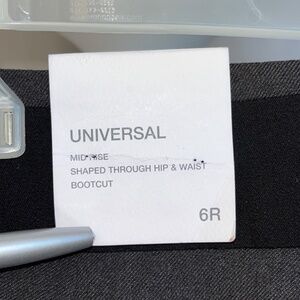 UNIVERSAL
MID RISE
SHAPED THROUGH HIP & WAIST
BOOTCUT
6R